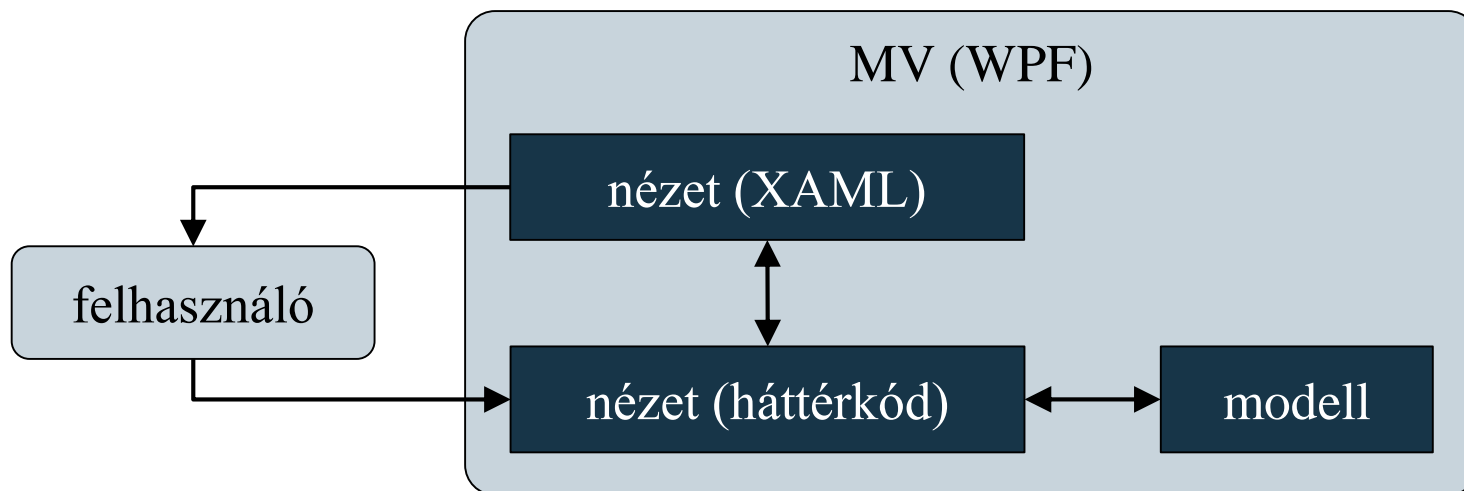 MV (WPF)
nézet (XAML)
felhasználó
nézet (háttérkód)
modell